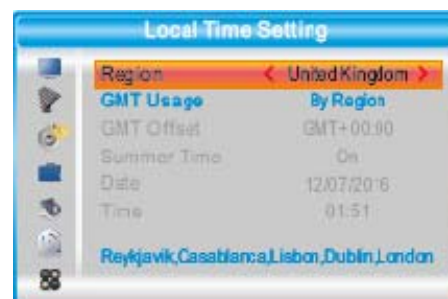 Local Time Setting
Region United Kingdom
GMT Usage By Region
GMT Offset GMT+00:00
Summer Time On
Date 12/07/2016
Time 01:51
Reykjavik,Casablanca,Lisbon,Dublin,London